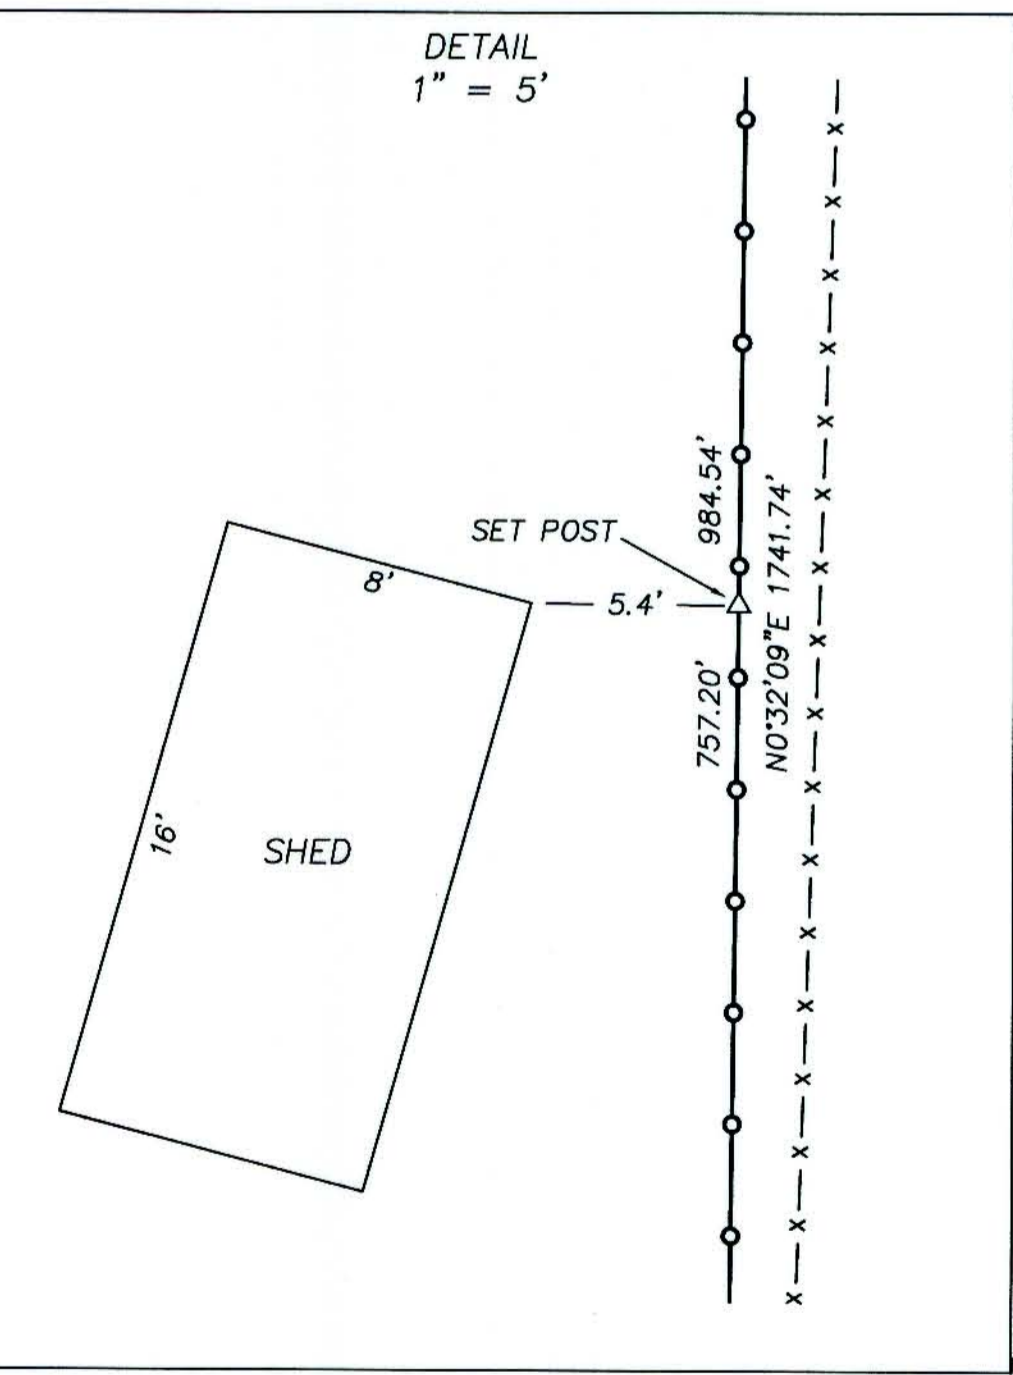 DETAIL
1" = 5'
984.54'
SET POST
8'
5.4'
N0°32'09"E 1741.74'
757.20'
16'
SHED